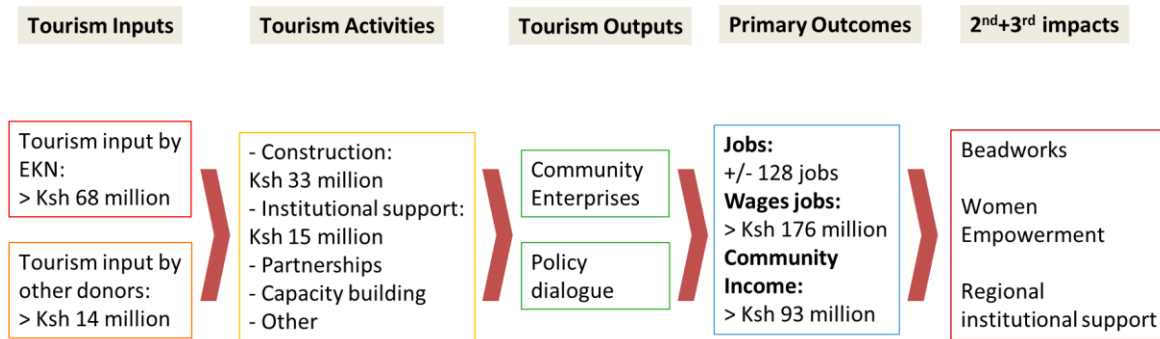 Tourism Inputs
Tourism Activities
Tourism Outputs
Primary Outcomes
2nd+3rd impacts
Tourism input by
EKN:
> Ksh 68 million
Tourism input by
other donors:
> Ksh 14 million
- Construction:
Ksh 33 million
- Institutional support:
Ksh 15 million
- Partnerships
- Capacity building
- Other
Community
Enterprises
Policy
dialogue
Jobs:
+/- 128 jobs
Wages jobs:
> Ksh 176 million
Community
Income:
> Ksh 93 million
Beadworks
Women
Empowerment
Regional
institutional support